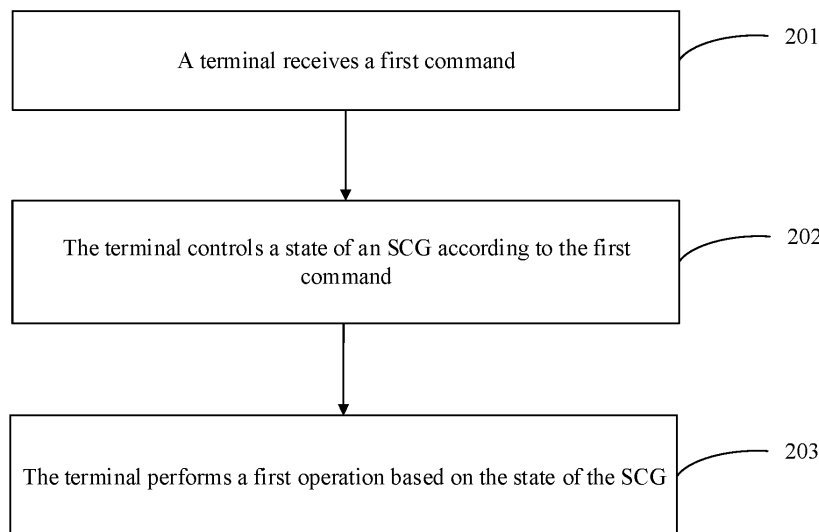 A terminal receives a first command
201
The terminal controls a state of an SCG according to the first
command
202
The terminal performs a first operation based on the state of the SCG
203